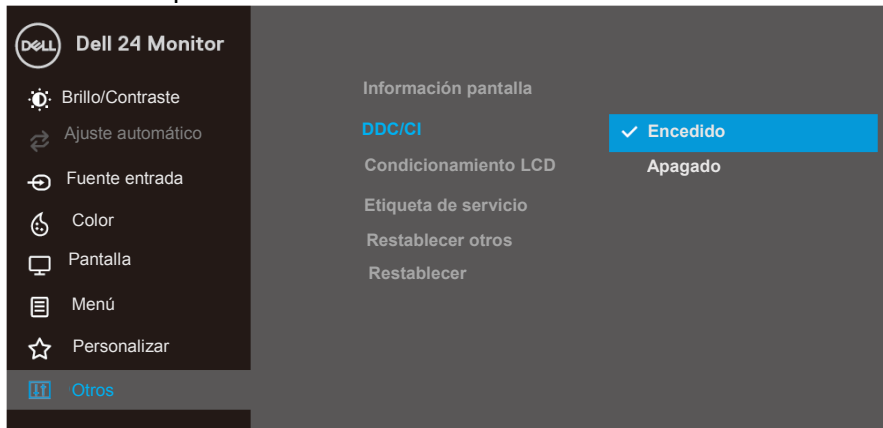 DELL
Dell 24 Monitor
Brillo/Contraste
Ajuste automático
Fuente entrada
Color
Pantalla
Menú
Personalizar
Otros
Información pantalla
DDC/CI
Condicionamiento LCD
Etiqueta de servicio
Restablecer otros
Restablecer
Encedido
Apagado